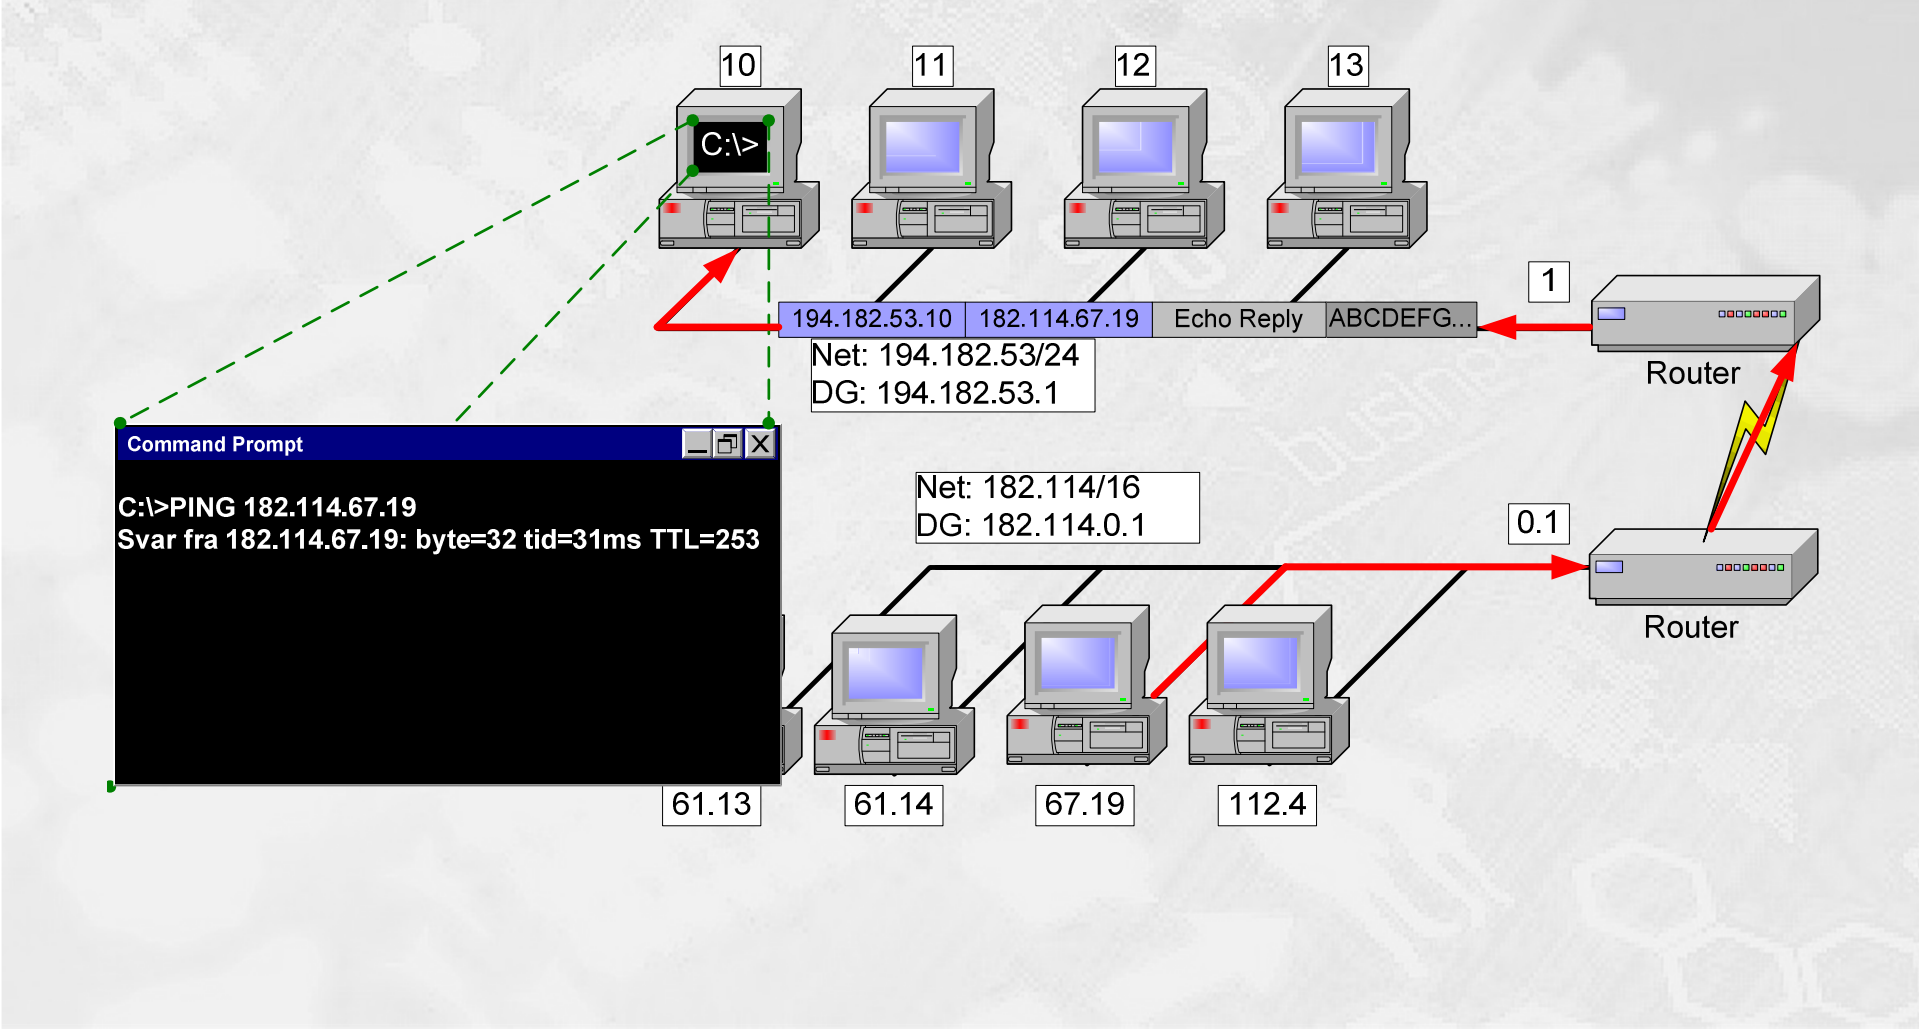 10
11
12
13
C:\>
1
194.182.53.10
182.114.67.19
Echo Reply
ABCDEFG...
Net: 194.182.53/24
DG: 194.182.53.1
Router
Command Prompt
C:\>PING 182.114.67.19
Svar fra 182.114.67.19: byte=32 tid=31ms TTL=253
Net: 182.114/16
DG: 182.114.0.1
0.1
Router
61.13
61.14
67.19
112.4